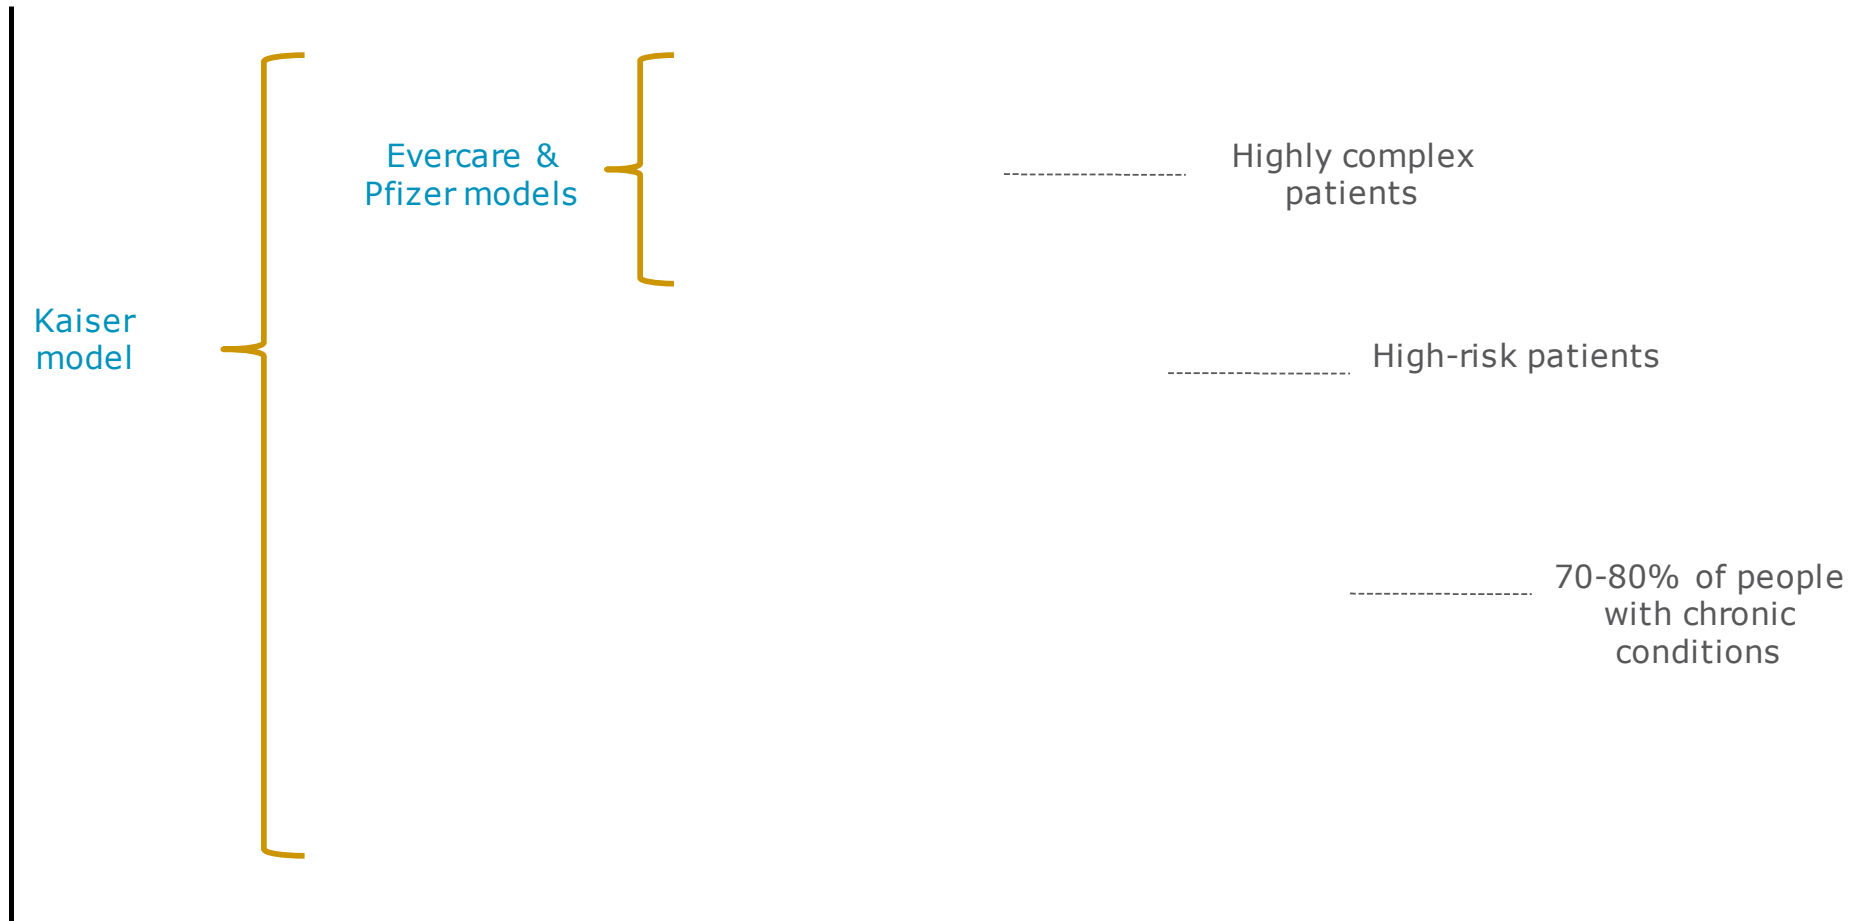 Evercare &
Pfizer models
Highly complex
patients
Kaiser
model
High-risk patients
70-80% of people
with chronic
conditions